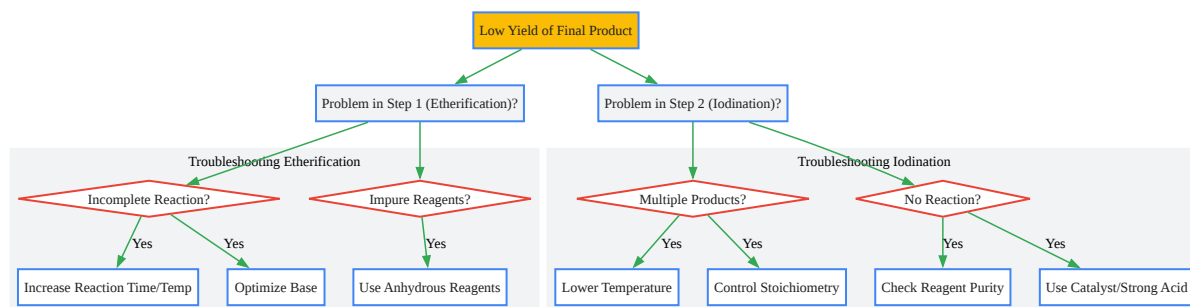 Low Yield of Final Product
Problem in Step 1 (Etherification)?
Problem in Step 2 (Iodination)?
Troubleshooting Etherification
Troubleshooting Iodination
Incomplete Reaction?
Impure Reagents?
Multiple Products?
No Reaction?
Yes
Yes
Yes
Yes
Yes
Yes
Yes
Increase Reaction Time/Temp
Optimize Base
Use Anhydrous Reagents
Lower Temperature
Control Stoichiometry
Check Reagent Purity
Use Catalyst/Strong Acid